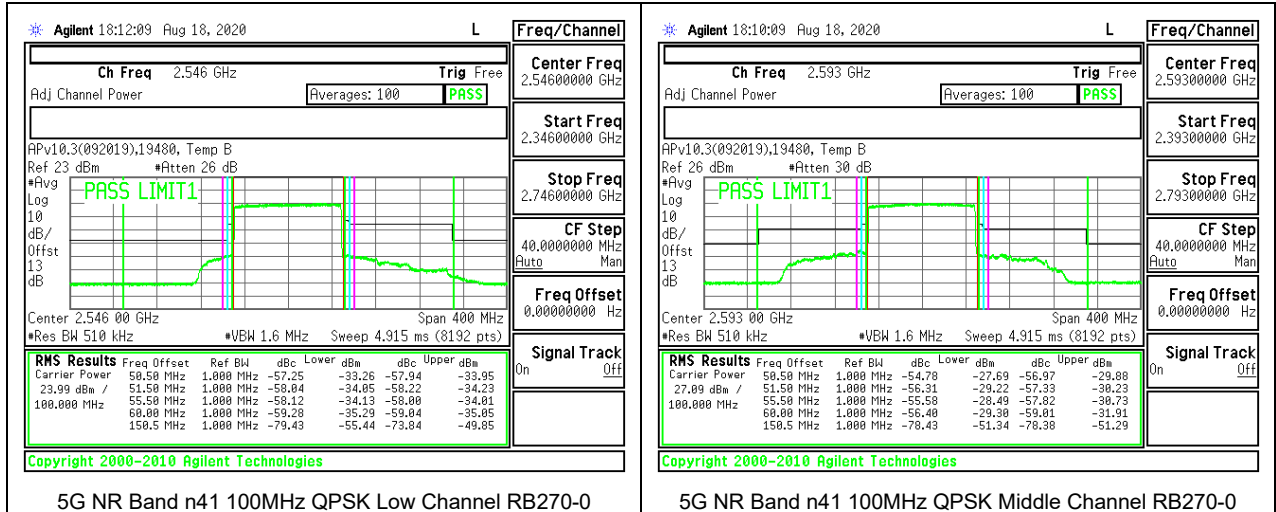 Agilent 18:12:09 Aug 18, 2020 L Freq/Channel
Ch Freq 2.546 GHz Trig Free
Adj Channel Power Averages: 100 PASS
APv10.3(092019),19480, Temp B
Ref 23 dBm #Atten 26 dB
#Avg
Log
10
dB/
Offst
13
dB
PASS LIMIT1
Center 2.546 00 GHz Span 400 MHz
#Res BW 510 kHz #VBW 1.6 MHz Sweep 4.915 ms (8192 pts)
RMS Results Freq Offset Ref BW dBc Lower dBm dBc Upper dBm
Carrier Power 50.50 MHz 1.000 MHz -57.25 -33.26 -57.94 -33.95
23.99 dBm / 51.50 MHz 1.000 MHz -58.04 -34.05 -58.22 -34.23
100.000 MHz 55.50 MHz 1.000 MHz -58.12 -34.13 -58.00 -34.01
60.00 MHz 1.000 MHz -59.28 -35.29 -59.04 -35.05
150.5 MHz 1.000 MHz -79.43 -55.44 -73.84 -49.85
Copyright 2000-2010 Agilent Technologies
Center Freq
2.54600000 GHz
Start Freq
2.34600000 GHz
Stop Freq
2.74600000 GHz
CF Step
40.0000000 MHz
Auto Man
Freq Offset
0.00000000 Hz
Signal Track
On Off
5G NR Band n41 100MHz QPSK Low Channel RB270-0
Agilent 18:10:09 Aug 18, 2020 L Freq/Channel
Ch Freq 2.593 GHz Trig Free
Adj Channel Power Averages: 100 PASS
APv10.3(092019),19480, Temp B
Ref 26 dBm #Atten 30 dB
#Avg
Log
10
dB/
Offst
13
dB
PASS LIMIT1
Center 2.593 00 GHz Span 400 MHz
#Res BW 510 kHz #VBW 1.6 MHz Sweep 4.915 ms (8192 pts)
RMS Results Freq Offset Ref BW dBc Lower dBm dBc Upper dBm
Carrier Power 50.50 MHz 1.000 MHz -54.78 -27.69 -56.97 -29.88
27.09 dBm / 51.50 MHz 1.000 MHz -56.31 -29.22 -57.33 -30.23
100.000 MHz 55.50 MHz 1.000 MHz -55.58 -28.49 -57.82 -30.73
60.00 MHz 1.000 MHz -56.40 -29.30 -59.01 -31.91
150.5 MHz 1.000 MHz -78.43 -51.34 -78.38 -51.29
Copyright 2000-2010 Agilent Technologies
Center Freq
2.59300000 GHz
Start Freq
2.39300000 GHz
Stop Freq
2.79300000 GHz
CF Step
40.0000000 MHz
Auto Man
Freq Offset
0.00000000 Hz
Signal Track
On Off
5G NR Band n41 100MHz QPSK Middle Channel RB270-0